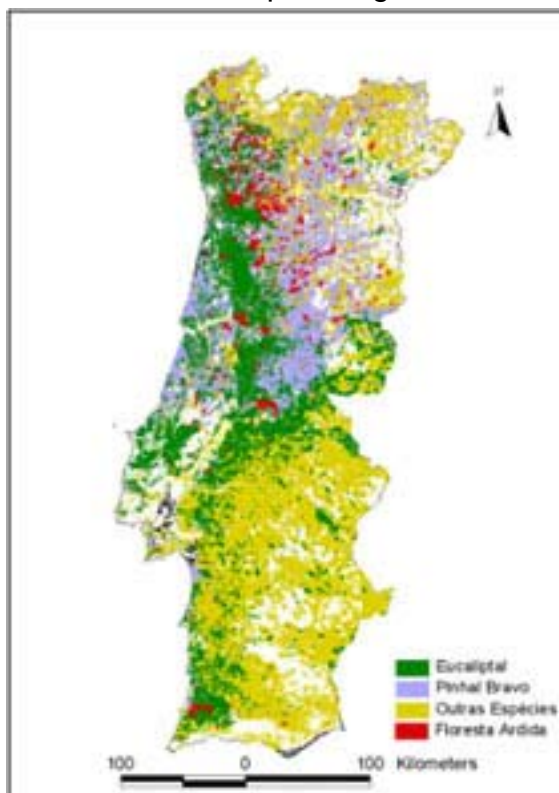 Eucaliptal
Pinhal Bravo
Outras Espécies
Floresta Ardida
100 0 100 Kilometers